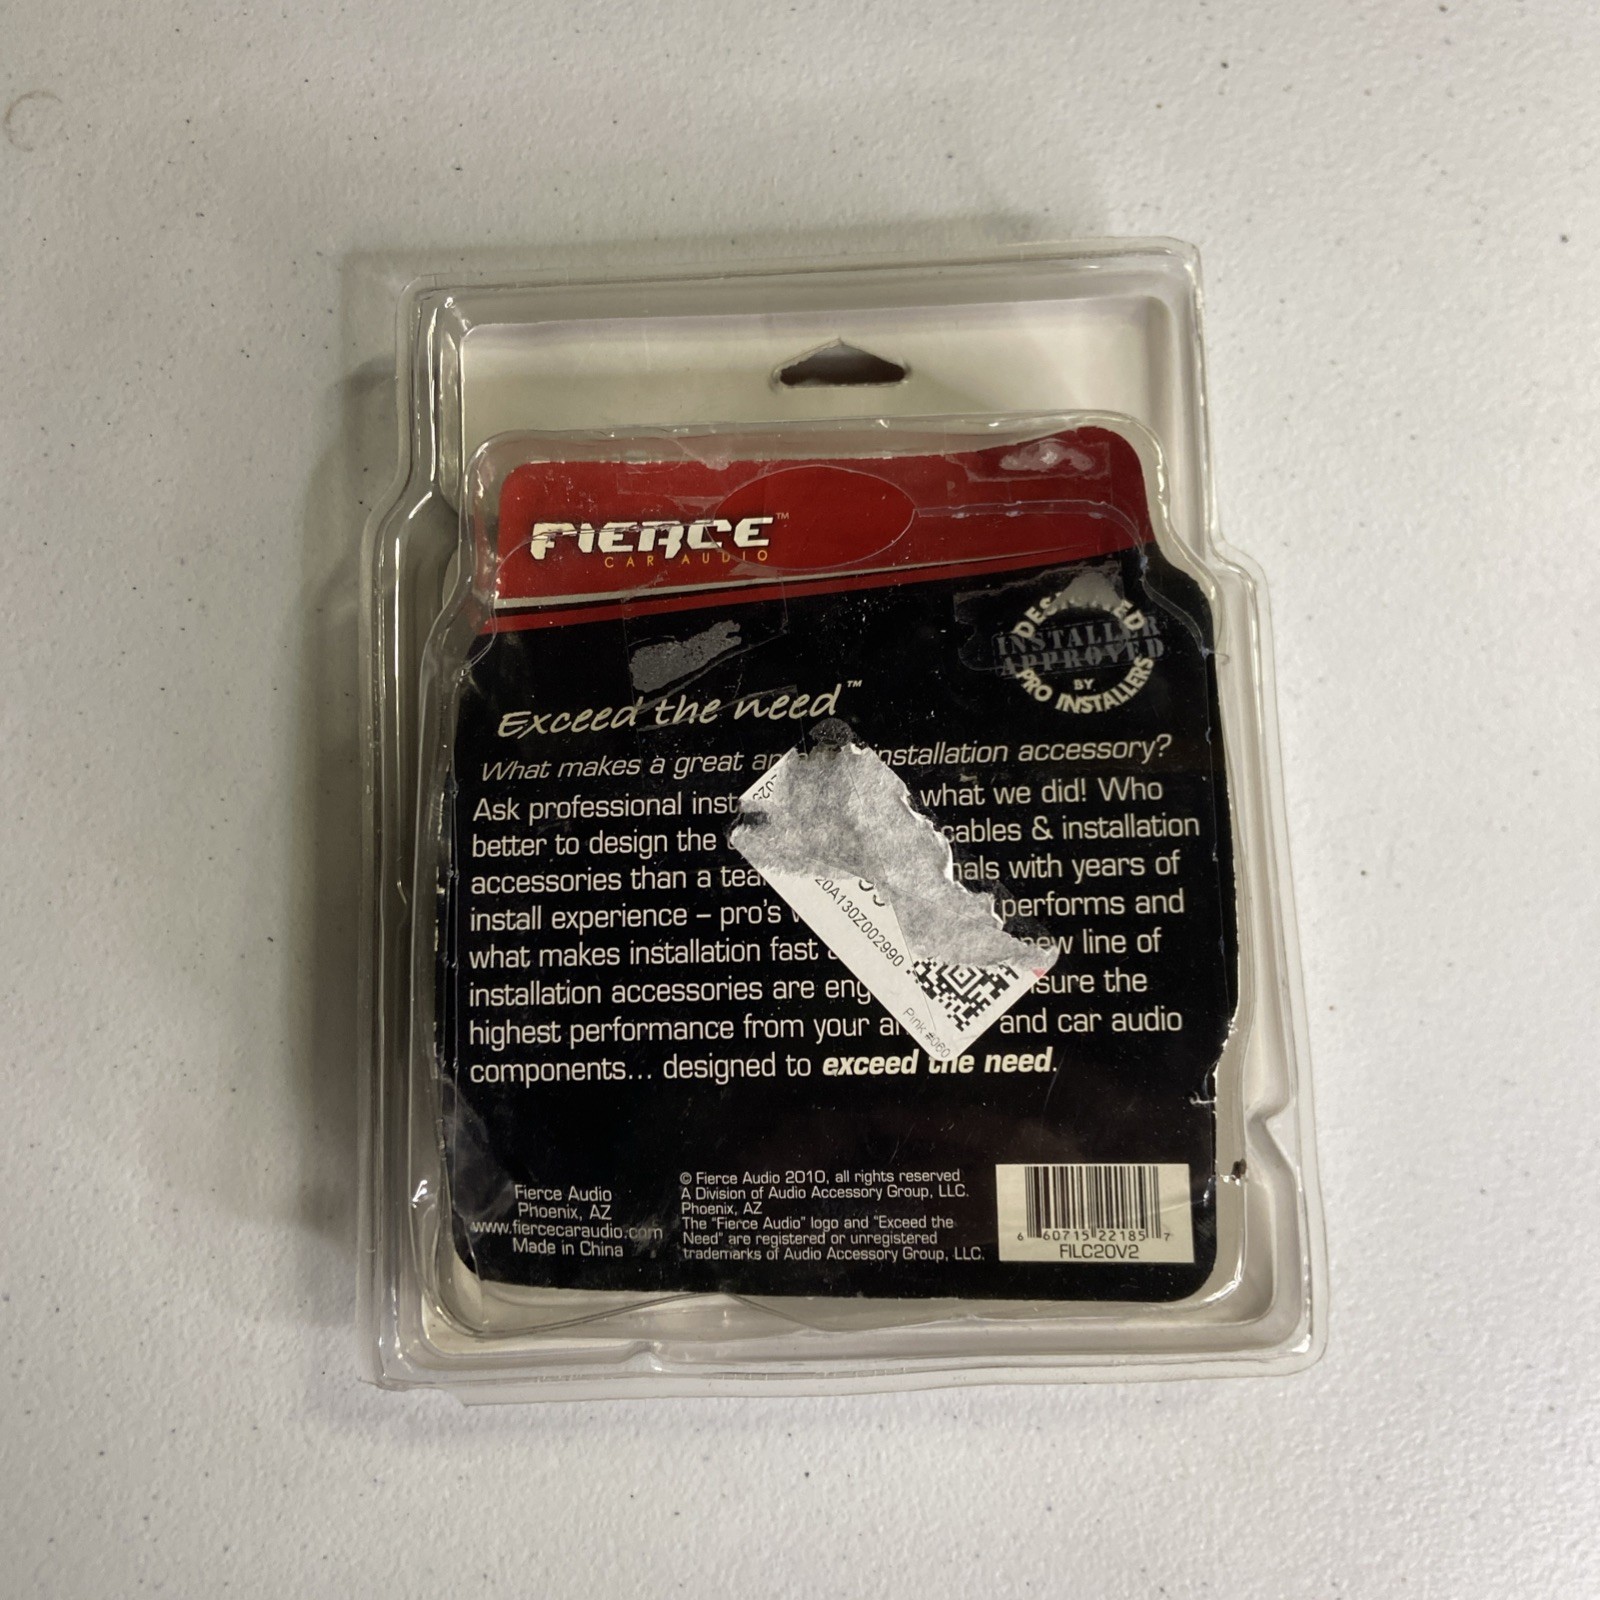 FIERCE™
CAR AUDIO
INSTALLER
APPROVED
BY
PRO INSTALLERS
Exceed the need™
What makes a great installation accessory?
Ask professional what we did! Who
better to design the cables & installation
accessories than a with years of
install experience – pro's performs and
what makes installation fast new line of
installation accessories are the
highest performance from your and car audio
components... designed to exceed the need.
20A130Z002990
Pink #060
Fierce Audio
Phoenix, AZ
www.fiercecaraudio.com
Made in China
© Fierce Audio 2010, all rights reserved
A Division of Audio Accessory Group, LLC.
Phoenix, AZ
The "Fierce Audio" logo and "Exceed the
Need" are registered or unregistered
trademarks of Audio Accessory Group, LLC.
6 60715 22185 7
FILC20V2